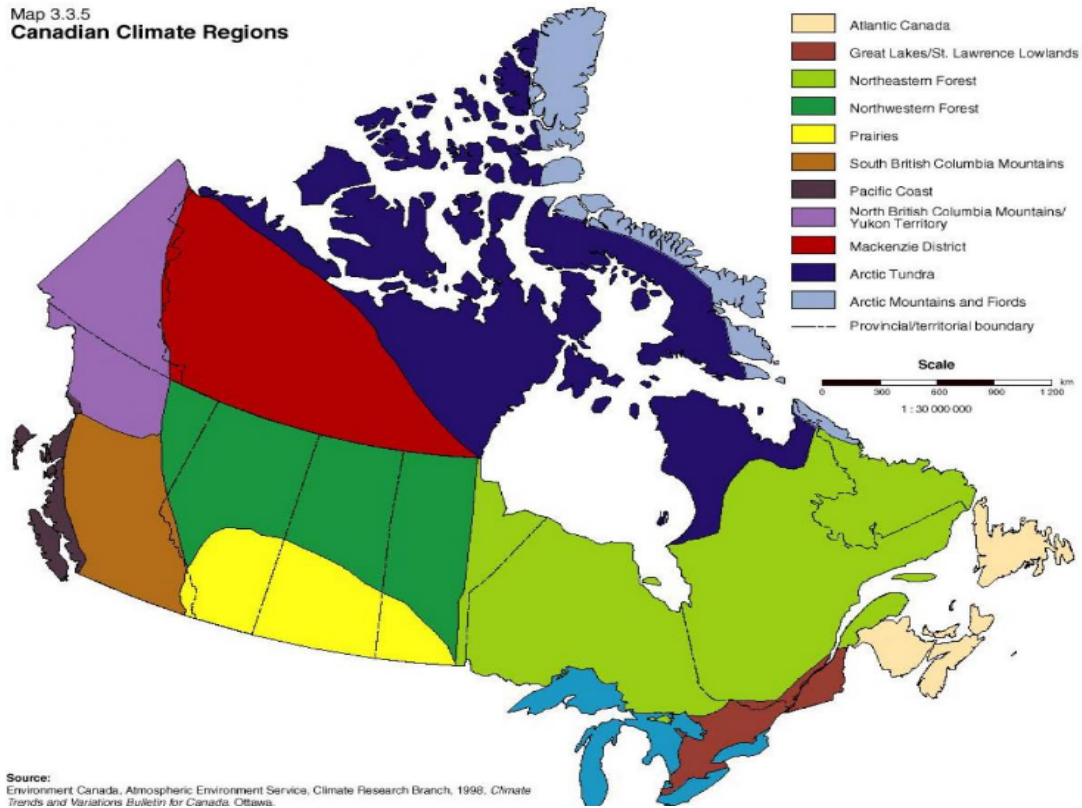 Map 3.3.5
Canadian Climate Regions
Atlantic Canada
Great Lakes/St. Lawrence Lowlands
Northeastern Forest
Northwestern Forest
Prairies
South British Columbia Mountains
Pacific Coast
North British Columbia Mountains/
Yukon Territory
Mackenzie District
Arctic Tundra
Arctic Mountains and Fiords
Provincial/territorial boundary
Scale
0 300 600 900 1 200 km
1 : 30 000 000
Source:
Environment Canada, Atmospheric Environment Service, Climate Research Branch, 1998, Climate
Trends and Variations Bulletin for Canada, Ottawa.